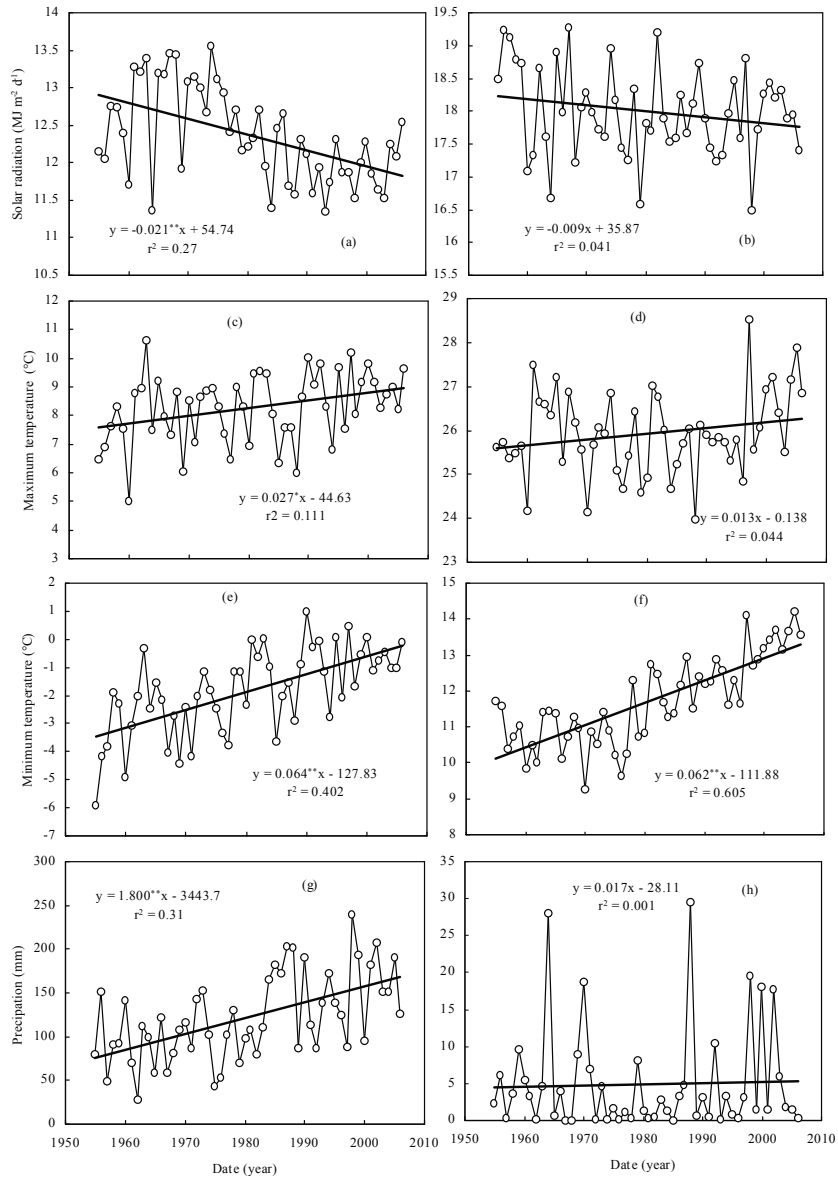 14
13.5
13
12.5
12
11.5
11
10.5
Solar radiation (MJ m⁻² d⁻¹)
y = -0.021**x + 54.74
r² = 0.27
(a)
19.5
19
18.5
18
17.5
17
16.5
16
15.5
y = -0.009x + 35.87
r² = 0.041
(b)
12
11
10
9
8
7
6
5
4
3
Maximum temperature (°C)
(c)
y = 0.027*x - 44.63
r2 = 0.111
29
28
27
26
25
24
23
(d)
y = 0.013x - 0.138
r² = 0.044
2
1
0
-1
-2
-3
-4
-5
-6
-7
Minimum temperature (°C)
(e)
y = 0.064**x - 127.83
r² = 0.402
15
14
13
12
11
10
9
8
(f)
y = 0.062**x - 111.88
r² = 0.605
300
250
200
150
100
50
0
Precipation (mm)
y = 1.800**x - 3443.7
r² = 0.31
(g)
1950 1960 1970 1980 1990 2000 2010
Date (year)
35
30
25
20
15
10
5
0
y = 0.017x - 28.11
r² = 0.001
(h)
1950 1960 1970 1980 1990 2000 2010
Date (year)